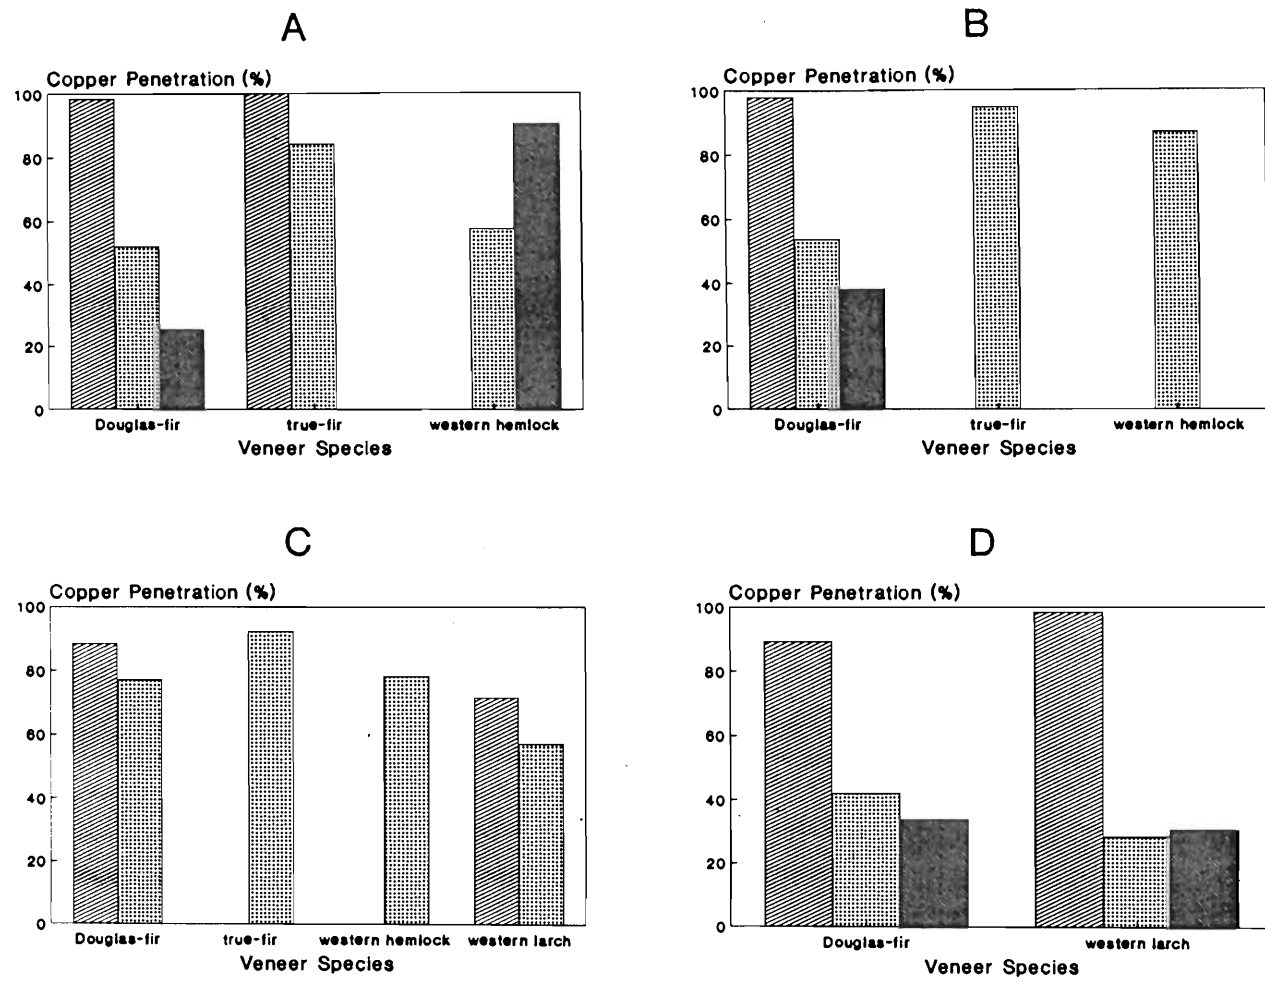 A
Copper Penetration (%)
100
80
60
40
20
0
Douglas-fir true-fir western hemlock
Veneer Species
B
Copper Penetration (%)
100
80
60
40
20
0
Douglas-fir true-fir western hemlock
Veneer Species
C
Copper Penetration (%)
100
80
60
40
20
0
Douglas-fir true-fir western hemlock western larch
Veneer Species
D
Copper Penetration (%)
100
80
60
40
20
0
Douglas-fir western larch
Veneer Species